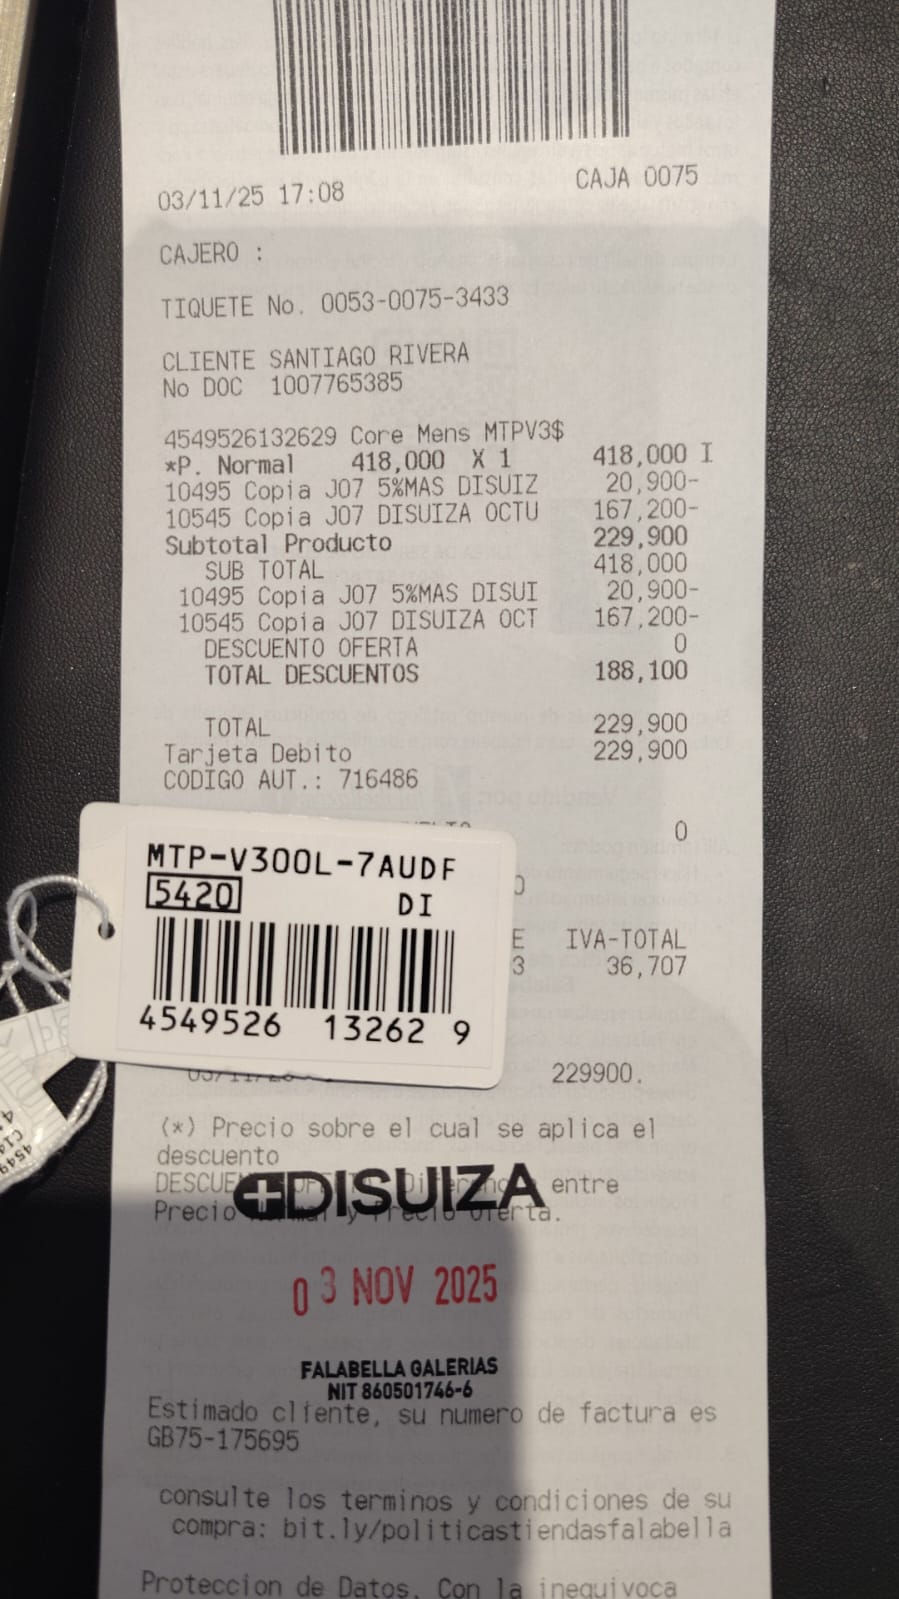 03/11/25 17:08 CAJA 0075
CAJERO :
TIQUETE No. 0053-0075-3433
CLIENTE SANTIAGO RIVERA
No DOC 1007765385
4549526132629 Core Mens MTPV3$
*P. Normal 418,000 X 1 418,000 I
10495 Copia J07 5%MAS DISUIZ 20,900-
10545 Copia J07 DISUIZA OCTU 167,200-
Subtotal Producto 229,900
SUB TOTAL 418,000
10495 Copia J07 5%MAS DISUI 20,900-
10545 Copia J07 DISUIZA OCT 167,200-
DESCUENTO OFERTA 0
TOTAL DESCUENTOS 188,100
TOTAL 229,900
Tarjeta Debito 229,900
CODIGO AUT.: 716486
0
MTP-V300L-7AUDF
5420 DI
4549526 13262 9
E IVA-TOTAL
3 36,707
229900.
(*) Precio sobre el cual se aplica el
descuento
DISUIZA
entre
Precio Normal y Precio Oferta.
03 NOV 2025
FALABELLA GALERIAS
NIT 860501746-6
Estimado cliente, su numero de factura es
GB75-175695
consulte los terminos y condiciones de su
compra: bit.ly/politicastiendasfalabella
Proteccion de Datos. Con la inequivoca